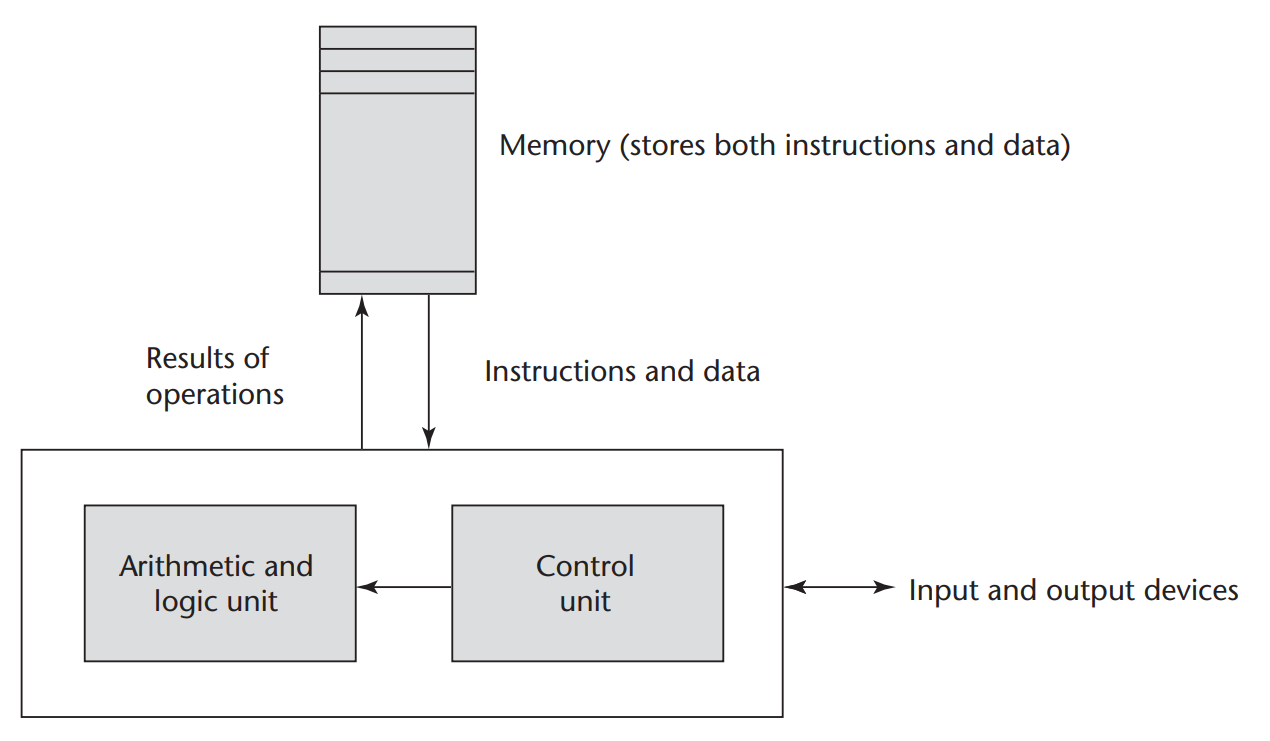 Memory (stores both instructions and data)
Results of
operations
Instructions and data
Arithmetic and
logic unit
Control
unit
Input and output devices